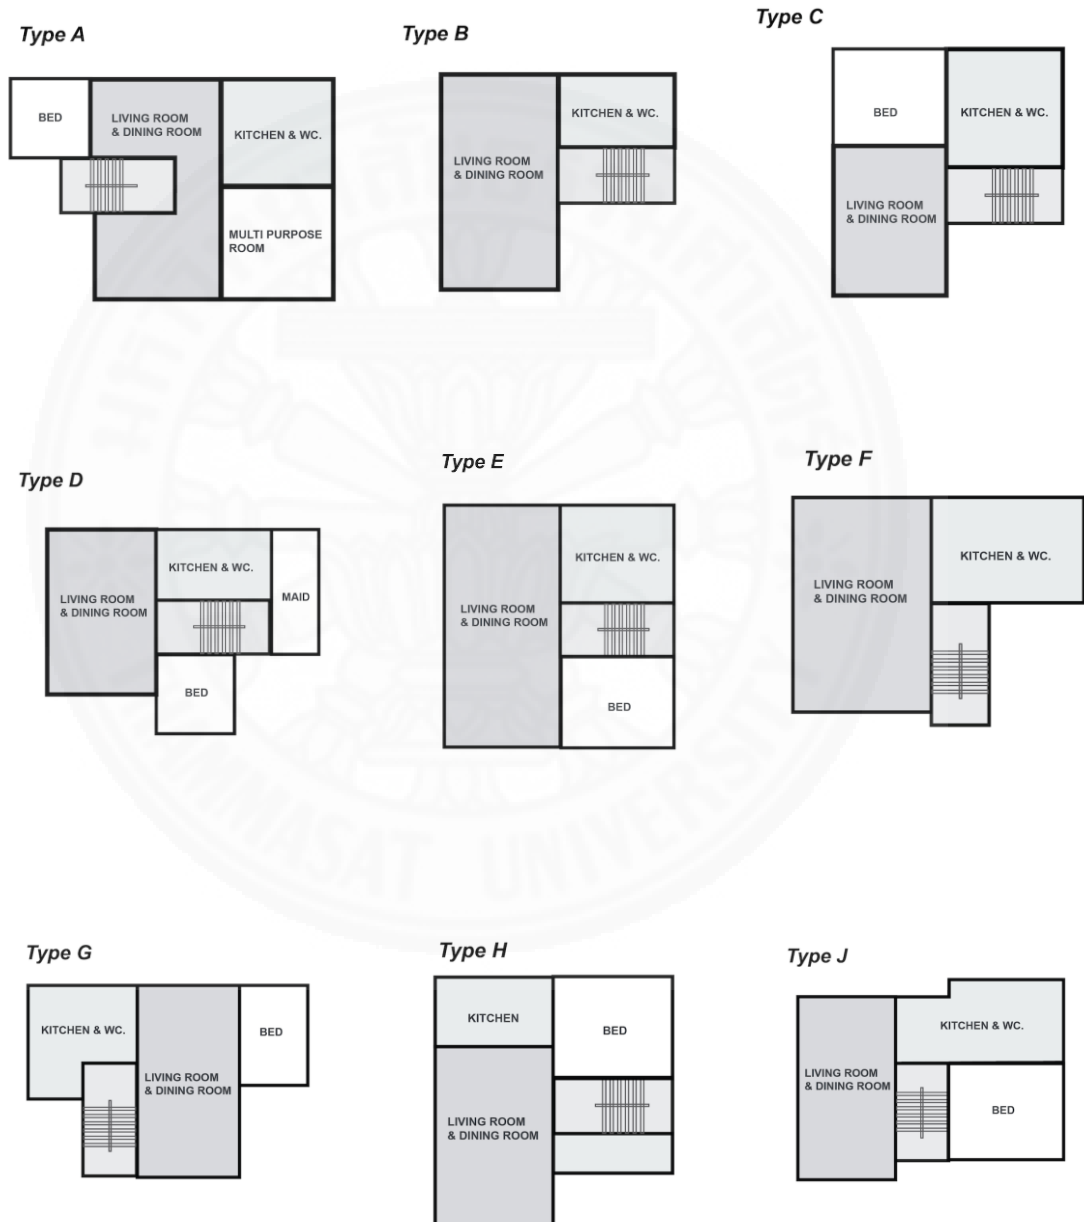 Type A
BED
LIVING ROOM
& DINING ROOM
KITCHEN & WC.
MULTI PURPOSE
ROOM
Type B
LIVING ROOM
& DINING ROOM
KITCHEN & WC.
Type C
BED
KITCHEN & WC.
LIVING ROOM
& DINING ROOM
Type D
LIVING ROOM
& DINING ROOM
KITCHEN & WC.
MAID
BED
Type E
LIVING ROOM
& DINING ROOM
KITCHEN & WC.
BED
Type F
LIVING ROOM
& DINING ROOM
KITCHEN & WC.
Type G
KITCHEN & WC.
LIVING ROOM
& DINING ROOM
BED
Type H
KITCHEN
BED
LIVING ROOM
& DINING ROOM
Type J
LIVING ROOM
& DINING ROOM
KITCHEN & WC.
BED
THAMMASAT UNIVERSITY